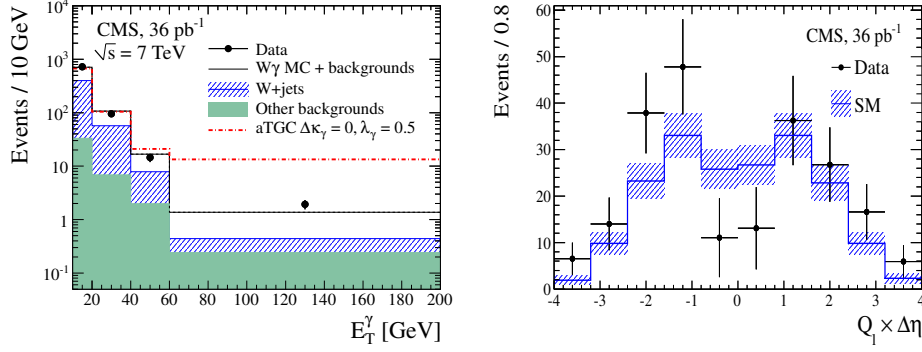 Events / 10 GeV
10⁴
10³
10²
10
1
10⁻¹
CMS, 36 pb⁻¹
√s = 7 TeV
Data
Wγ MC + backgrounds
W+jets
Other backgrounds
aTGC Δκγ = 0, λγ = 0.5
20 40 60 80 100 120 140 160 180 200
E_T^γ [GeV]
Events / 0.8
60
50
40
30
20
10
0
CMS, 36 pb⁻¹
Data
SM
-4 -3 -2 -1 0 1 2 3 4
Q_l × Δη